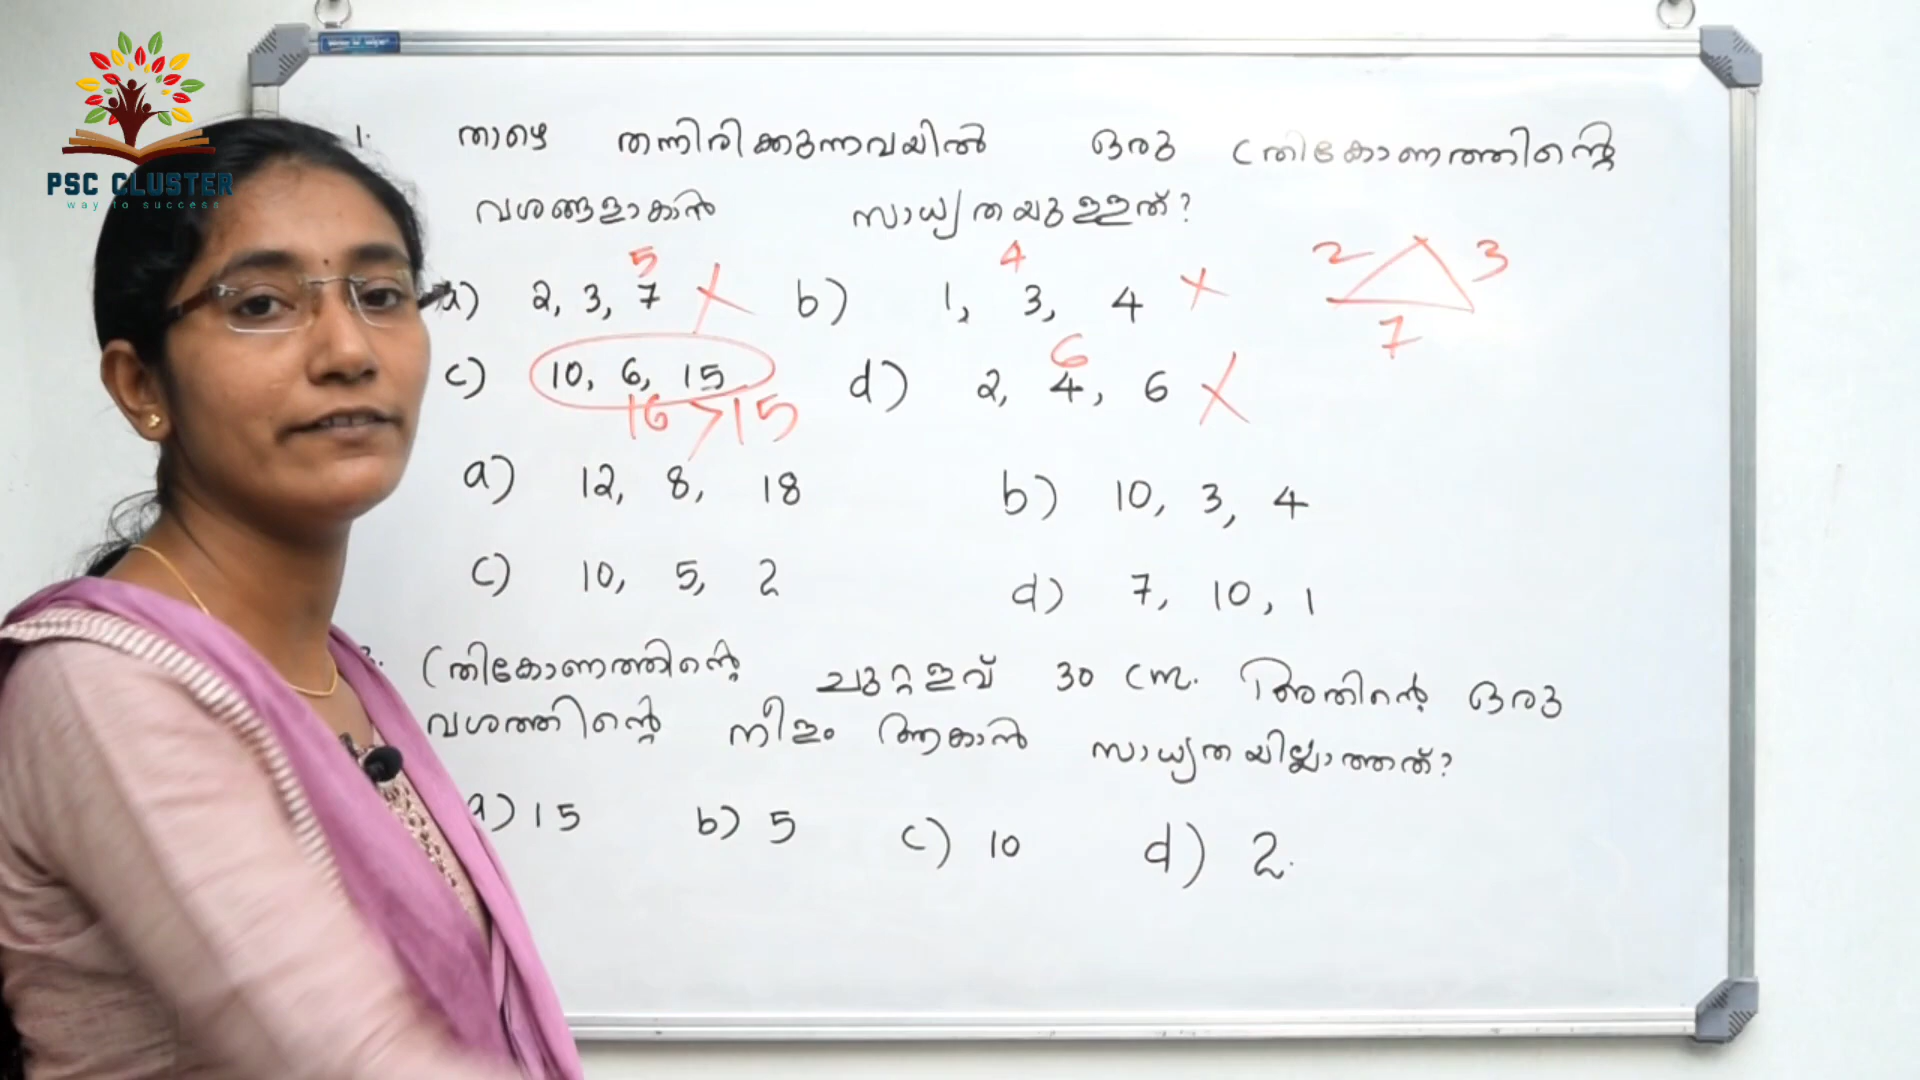 PSC CLUSTER
way to success
1. താഴെ തന്നിരിക്കുന്നവയിൽ ഒരു ത്രികോണത്തിന്റെ
വശങ്ങളാകാൻ സാധ്യതയുള്ളത്?
5 4 2 3
a) 2, 3, 7 b) 1, 3, 4
7
6
c) 10, 6, 15 d) 2, 4, 6
16 > 15
a) 12, 8, 18 b) 10, 3, 4
c) 10, 5, 2 d) 7, 10, 1
ത്രികോണത്തിന്റെ ചുറ്റളവ് 30 cm. അതിന്റെ ഒരു
വശത്തിന്റെ നീളം ആകാൻ സാധ്യതയില്ലാത്തത്?
a) 15 b) 5 c) 10 d) 2.